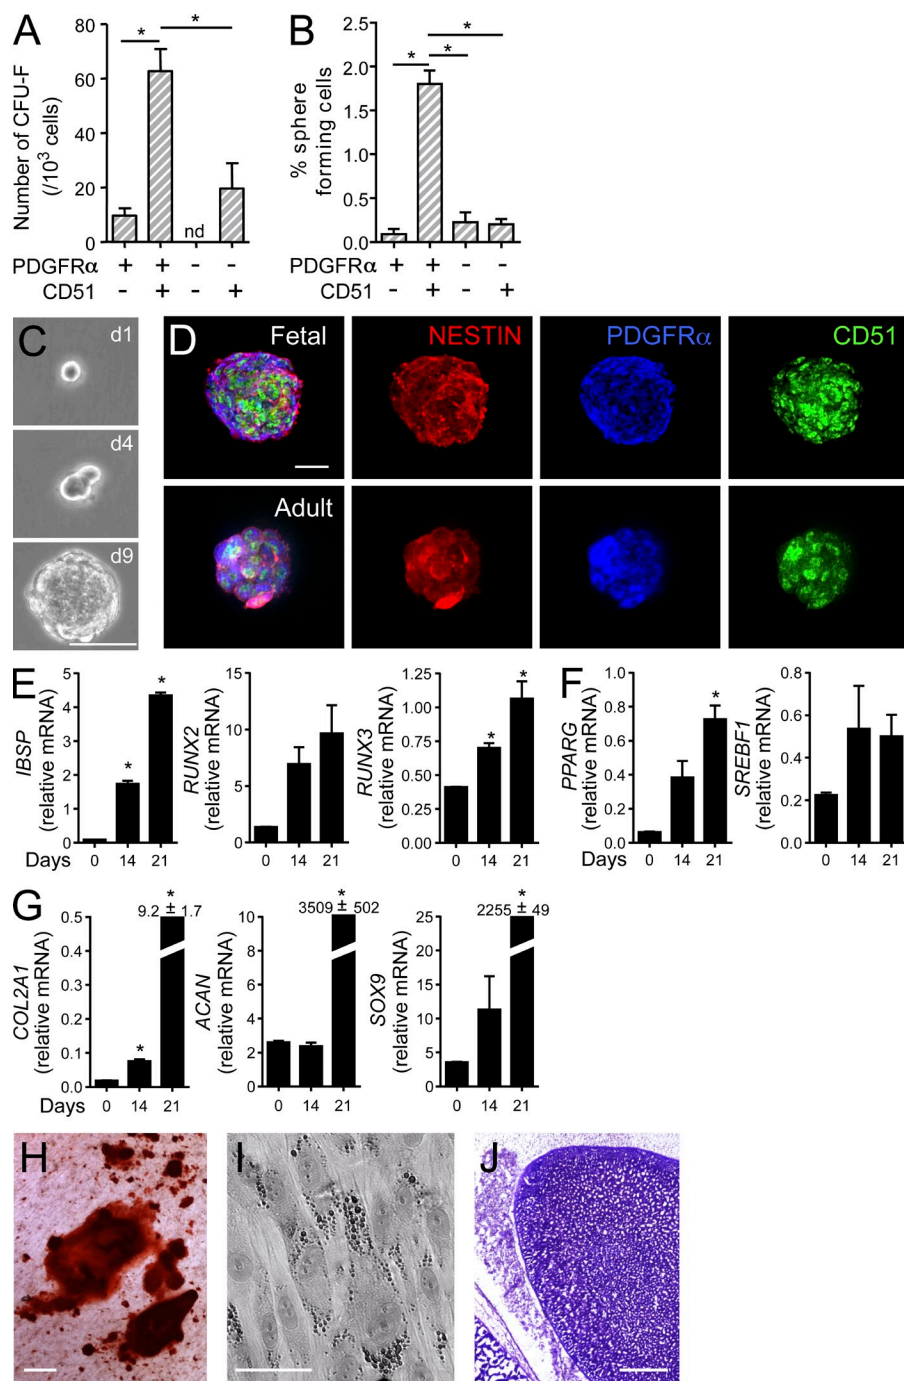 A
Number of CFU-F
(/10³ cells)
80
60
40
20
0
*
*
nd
PDGFRα + + - -
CD51 - + - +
B
% sphere
forming cells
2.0
1.5
1.0
0.5
0.0
*
*
*
PDGFRα + + - -
CD51 - + - +
C
d1
d4
d9
D
Fetal
NESTIN
PDGFRα
CD51
Adult
E
IBSP
(relative mRNA)
5
4
3
2
1
0
*
*
Days 0 14 21
RUNX2
(relative mRNA)
15
10
5
0
0 14 21
RUNX3
(relative mRNA)
1.25
1.00
0.75
0.50
0.25
0.00
*
*
0 14 21
F
PPARG
(relative mRNA)
1.0
0.8
0.6
0.4
0.2
0.0
*
Days 0 14 21
SREBF1
(relative mRNA)
0.8
0.6
0.4
0.2
0.0
0 14 21
G
COL2A1
(relative mRNA)
0.5
0.4
0.3
0.2
0.1
0.0
*
*
9.2 ± 1.7
Days 0 14 21
ACAN
(relative mRNA)
10
8
6
4
2
0
*
3509 ± 502
0 14 21
SOX9
(relative mRNA)
25
20
15
10
5
0
*
2255 ± 49
0 14 21
H
I
J